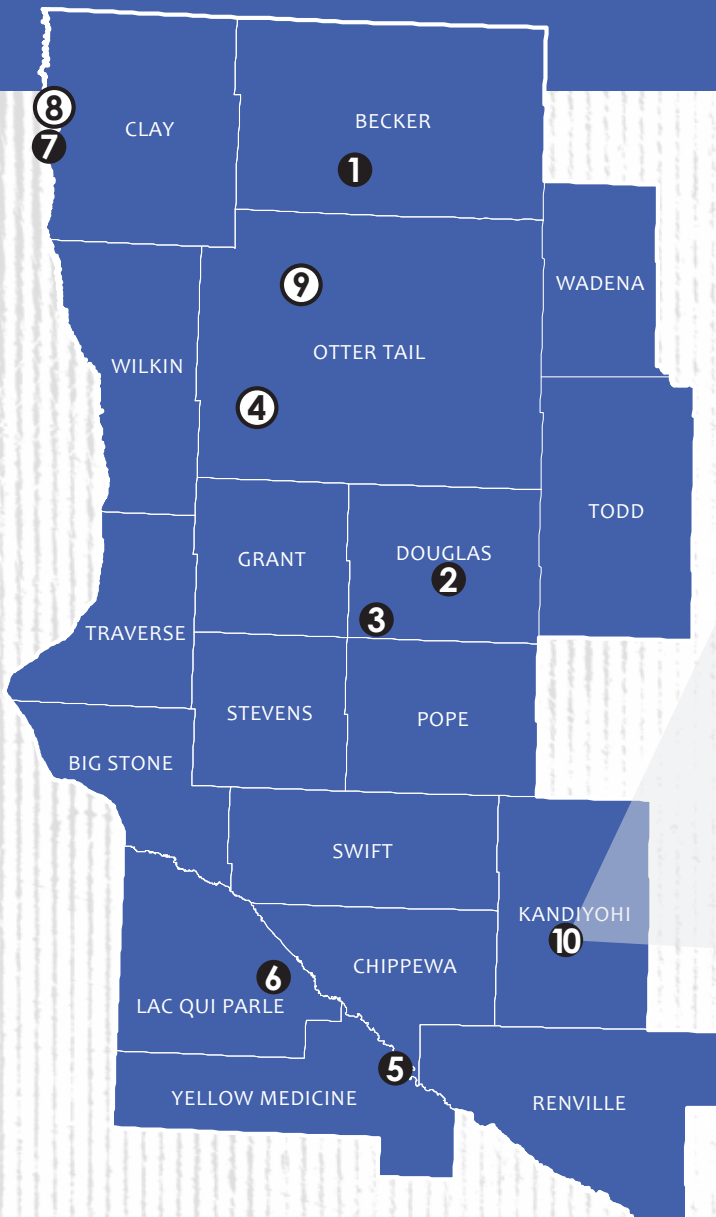 8
CLAY
BECKER
7
1
9
WADENA
OTTER TAIL
WILKIN
4
TODD
GRANT
DOUGLAS
2
3
TRAVERSE
STEVENS
POPE
BIG STONE
SWIFT
KANDIYOHI
10
CHIPPEWA
6
LAC QUI PARLE
5
YELLOW MEDICINE
RENVILLE